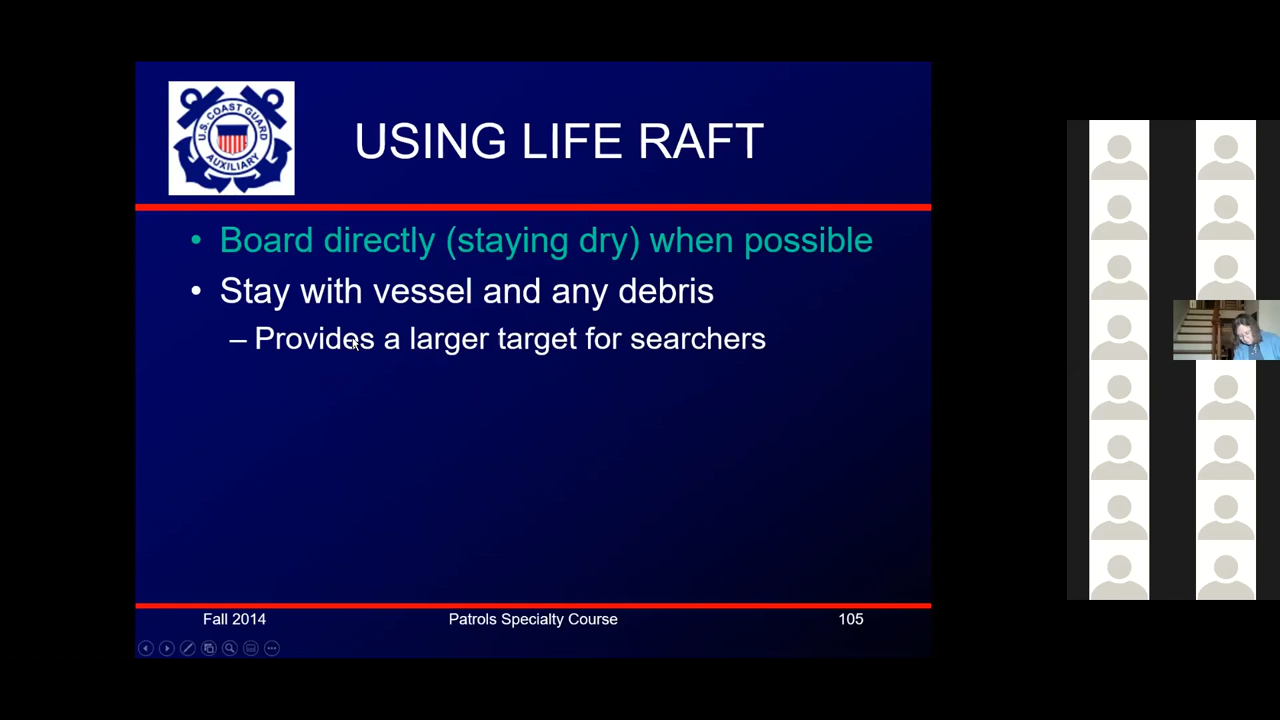 U.S. COAST GUARD
AUXILIARY
USING LIFE RAFT
• Board directly (staying dry) when possible
• Stay with vessel and any debris
– Provides a larger target for searchers
Fall 2014
Patrols Specialty Course
105